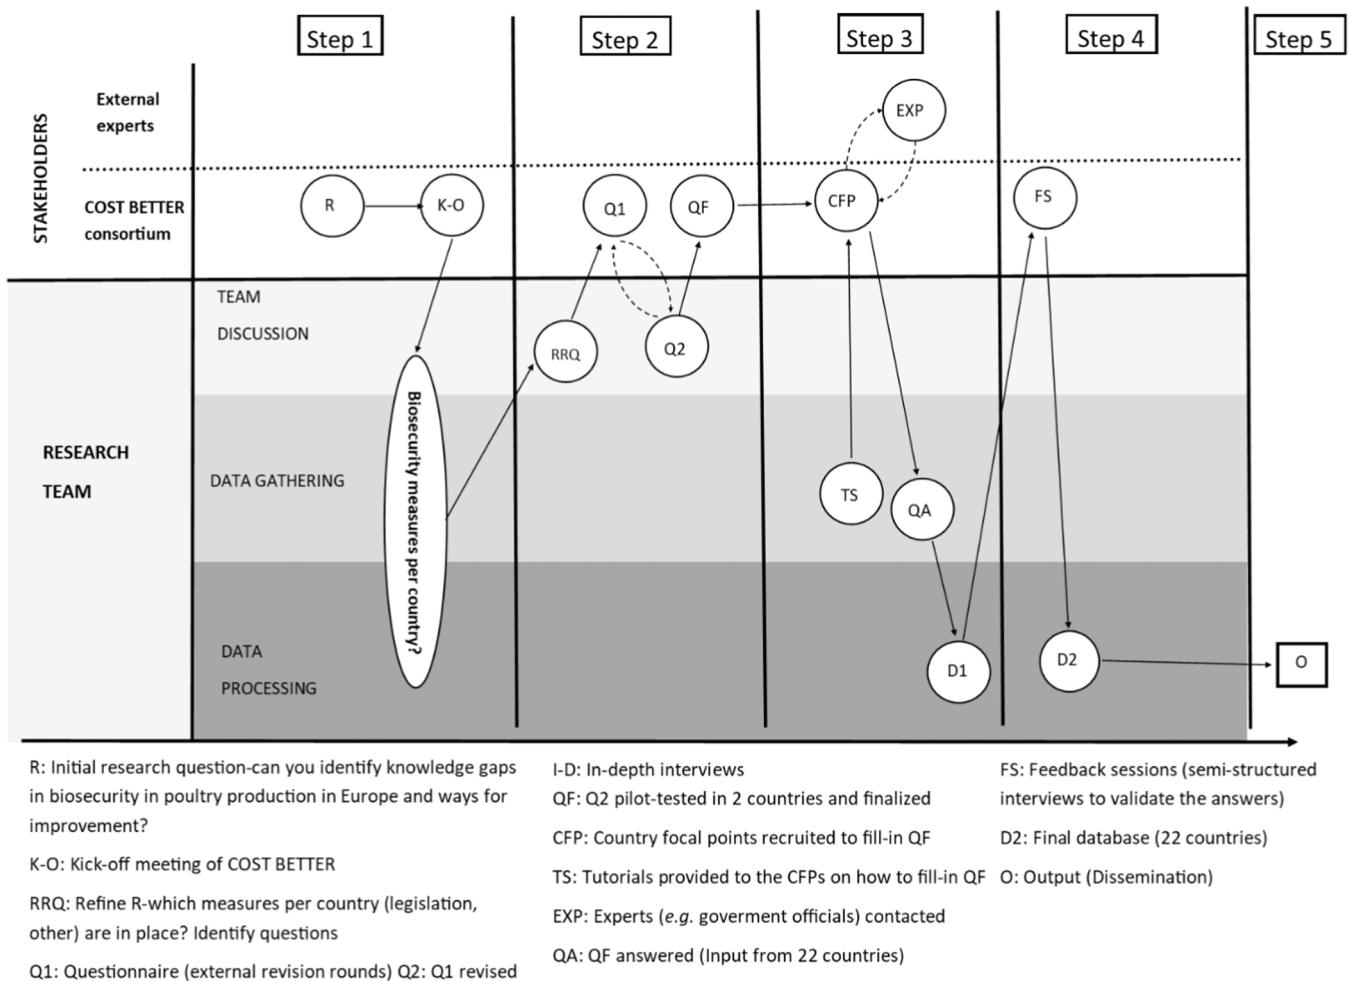 Step 1
Step 2
Step 3
Step 4
Step 5
STAKEHOLDERS
External
experts
EXP
COST BETTER
consortium
R
K-O
Q1
QF
CFP
FS
TEAM
DISCUSSION
RRQ
Q2
Biosecurity measures per country?
RESEARCH
TEAM
DATA GATHERING
TS
QA
DATA
PROCESSING
D1
D2
O
R: Initial research question-can you identify knowledge gaps
in biosecurity in poultry production in Europe and ways for
improvement?
K-O: Kick-off meeting of COST BETTER
RRQ: Refine R-which measures per country (legislation,
other) are in place? Identify questions
Q1: Questionnaire (external revision rounds) Q2: Q1 revised
I-D: In-depth interviews
QF: Q2 pilot-tested in 2 countries and finalized
CFP: Country focal points recruited to fill-in QF
TS: Tutorials provided to the CFPs on how to fill-in QF
EXP: Experts (e.g. goverment officials) contacted
QA: QF answered (Input from 22 countries)
FS: Feedback sessions (semi-structured
interviews to validate the answers)
D2: Final database (22 countries)
O: Output (Dissemination)